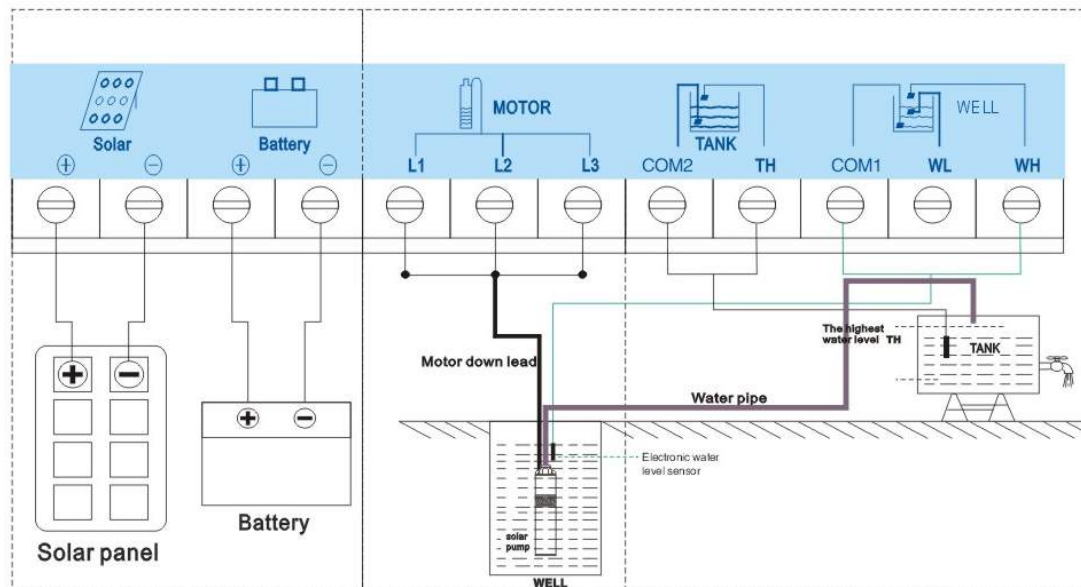 MOTOR
WELL
TANK
Solar
Battery
⊕
⊖
⊕
⊖
L1
L2
L3
COM2
TH
COM1
WL
WH
The highest
water level TH
TANK
Motor down lead
Water pipe
+
−
+
−
Electronic water
level sensor
Battery
solar
pump
Solar panel
WELL